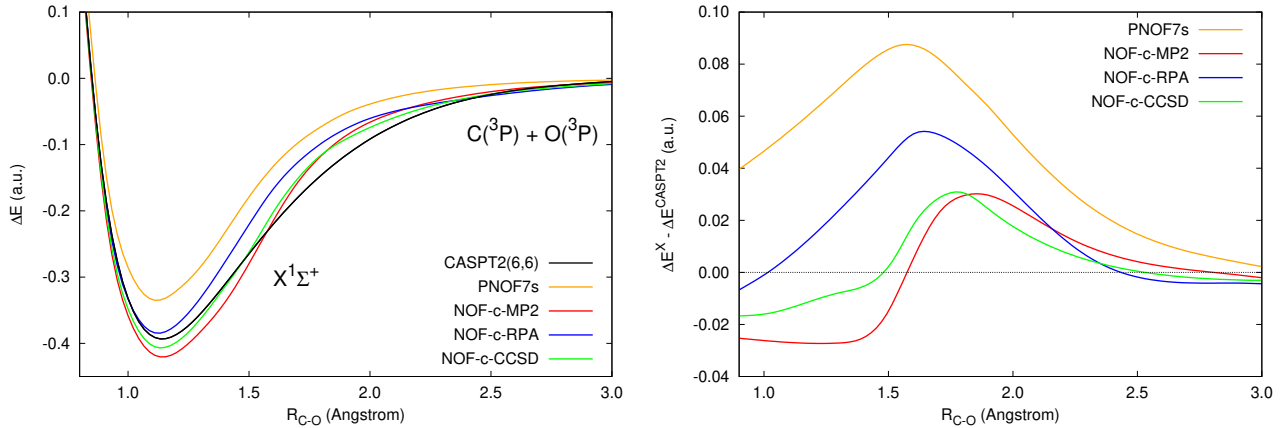 0.0
-0.1
-0.2
-0.3
-0.4
1.0 1.5 2.0 2.5 3.0
ΔE (a.u.)
R_C-O (Angstrom)
C(³P) + O(³P)
X¹Σ⁺
CASPT2(6,6)
PNOF7s
NOF-c-MP2
NOF-c-RPA
NOF-c-CCSD
0.10
0.08
0.06
0.04
0.02
0.00
-0.02
-0.04
1.0 1.5 2.0 2.5 3.0
ΔE^X - ΔE^CASPT2 (a.u.)
R_C-O (Angstrom)
PNOF7s
NOF-c-MP2
NOF-c-RPA
NOF-c-CCSD